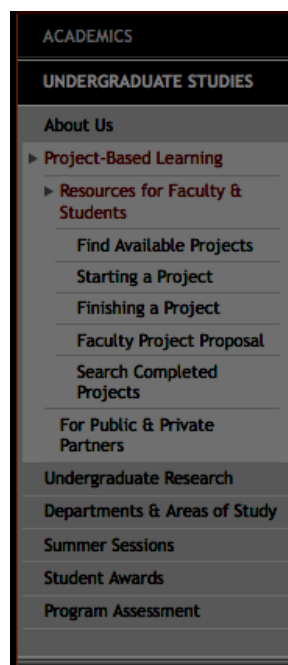 ACADEMICS
UNDERGRADUATE STUDIES
About Us
Project-Based Learning
Resources for Faculty &
Students
Find Available Projects
Starting a Project
Finishing a Project
Faculty Project Proposal
Search Completed
Projects
For Public & Private
Partners
Undergraduate Research
Departments & Areas of Study
Summer Sessions
Student Awards
Program Assessment